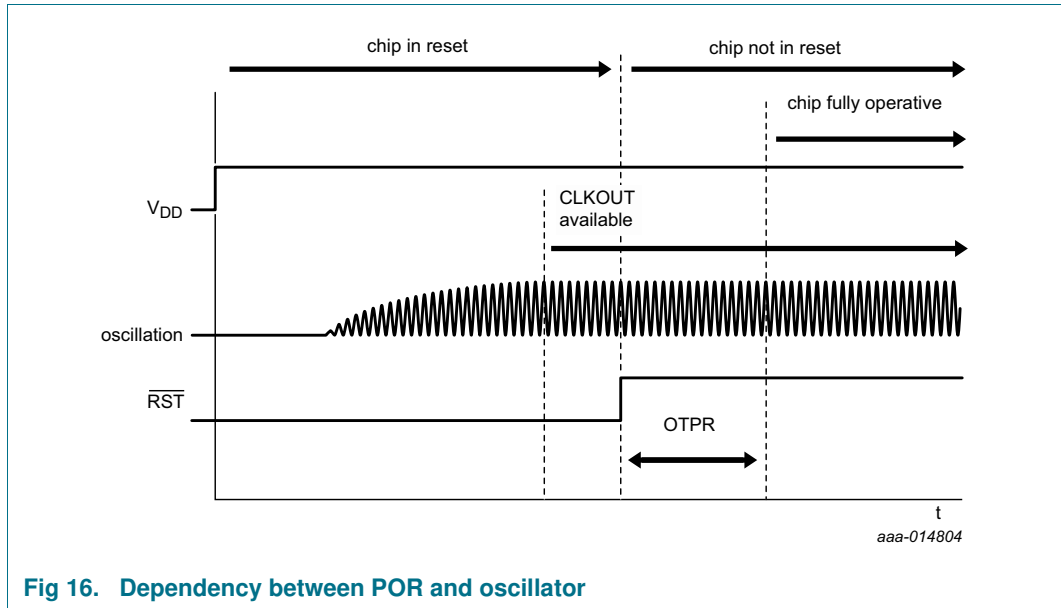 chip in reset
chip not in reset
chip fully operative
VDD
CLKOUT
available
oscillation
RST
OTPR
t
aaa-014804
Fig 16. Dependency between POR and oscillator